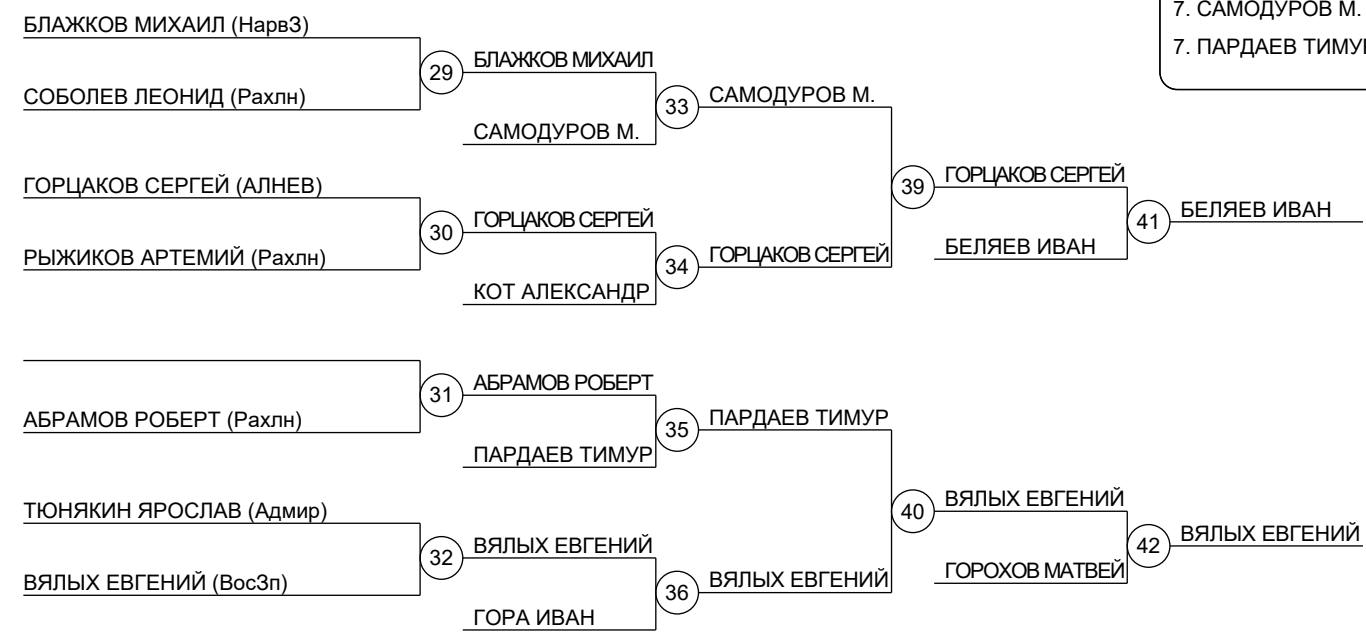 7. САМОДУРОВ М.
7. ПАРДАЕВ ТИМУР
БЛАЖКОВ МИХАИЛ (Нарв3)
29
БЛАЖКОВ МИХАИЛ
СОБОЛЕВ ЛЕОНИД (Рахлн)
33
САМОДУРОВ М.
САМОДУРОВ М.
ГОРЦАКОВ СЕРГЕЙ (АЛНЕВ)
39
ГОРЦАКОВ СЕРГЕЙ
30
ГОРЦАКОВ СЕРГЕЙ
41
БЕЛЯЕВ ИВАН
РЫЖИКОВ АРТЕМИЙ (Рахлн)
34
ГОРЦАКОВ СЕРГЕЙ
БЕЛЯЕВ ИВАН
КОТ АЛЕКСАНДР
31
АБРАМОВ РОБЕРТ
АБРАМОВ РОБЕРТ (Рахлн)
35
ПАРДАЕВ ТИМУР
ПАРДАЕВ ТИМУР
ТЮНЯКИН ЯРОСЛАВ (Адмир)
40
ВЯЛЫХ ЕВГЕНИЙ
32
ВЯЛЫХ ЕВГЕНИЙ
42
ВЯЛЫХ ЕВГЕНИЙ
ВЯЛЫХ ЕВГЕНИЙ (ВосЗп)
36
ВЯЛЫХ ЕВГЕНИЙ
ГОРОХОВ МАТВЕЙ
ГОРА ИВАН